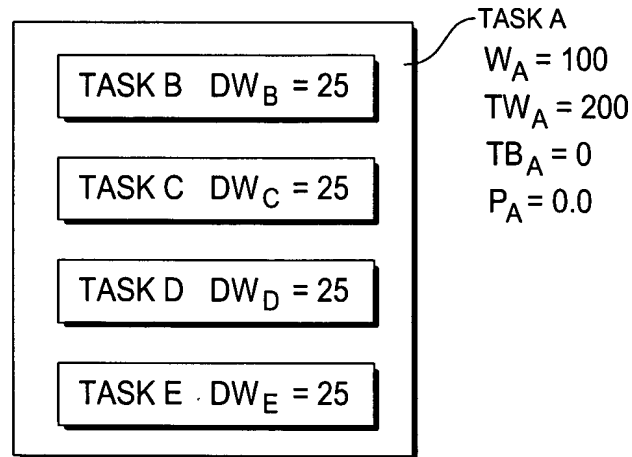 TASK A
W_A = 100
TW_A = 200
TB_A = 0
P_A = 0.0
TASK B DW_B = 25
TASK C DW_C = 25
TASK D DW_D = 25
TASK E DW_E = 25